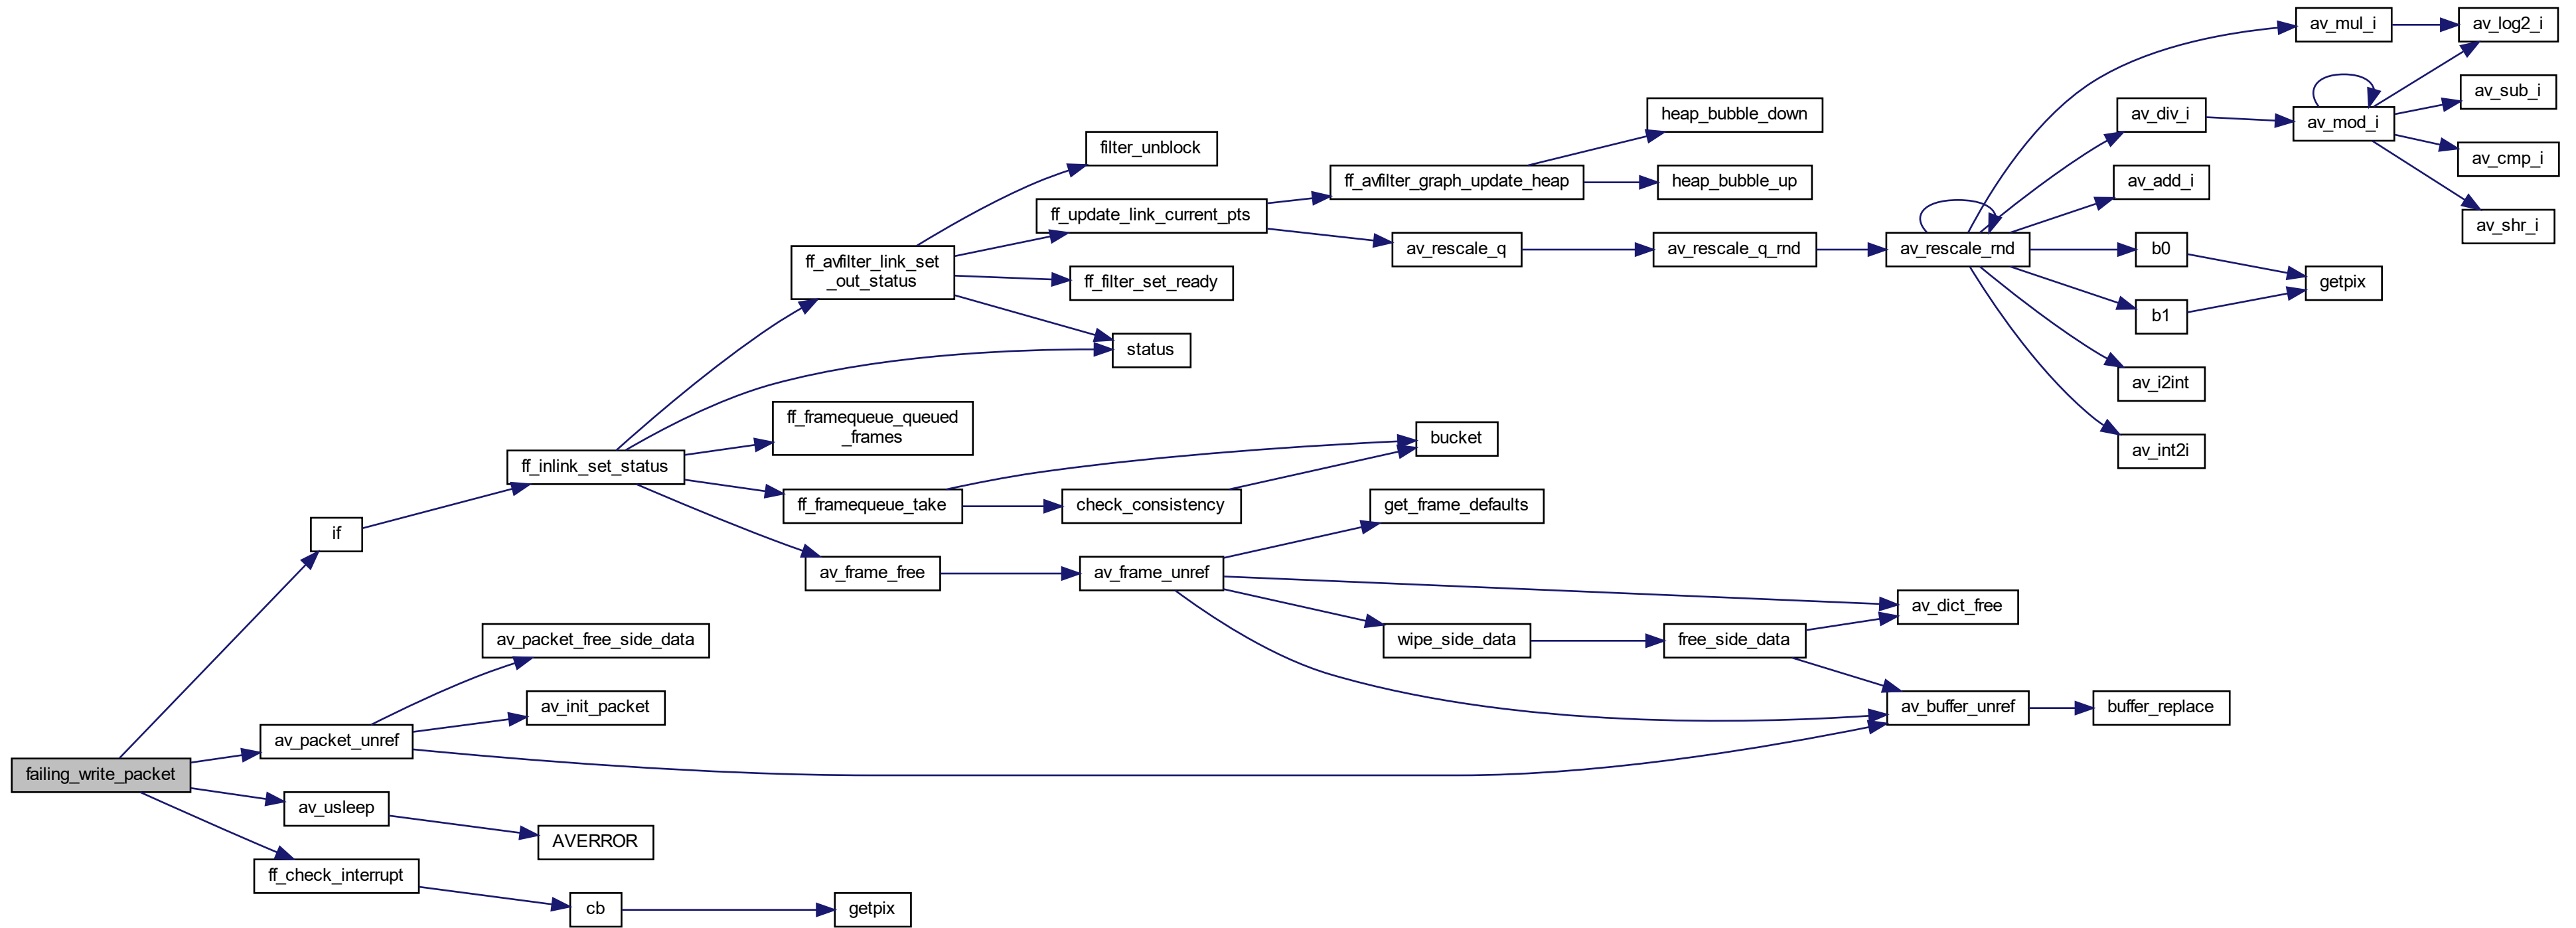 av_mul_i
av_log2_i
av_sub_i
heap_bubble_down
av_div_i
av_mod_i
filter_unblock
av_cmp_i
ff_avfilter_graph_update_heap
heap_bubble_up
av_add_i
ff_update_link_current_pts
av_shr_i
ff_avfilter_link_set
_out_status
av_rescale_q
av_rescale_q_rnd
av_rescale_rnd
b0
ff_filter_set_ready
getpix
b1
status
av_i2int
ff_framequeue_queued
_frames
bucket
av_int2i
ff_inlink_set_status
ff_framequeue_take
check_consistency
get_frame_defaults
if
av_frame_free
av_frame_unref
av_dict_free
av_packet_free_side_data
wipe_side_data
free_side_data
av_init_packet
av_buffer_unref
buffer_replace
av_packet_unref
failing_write_packet
av_usleep
AVERROR
ff_check_interrupt
cb
getpix